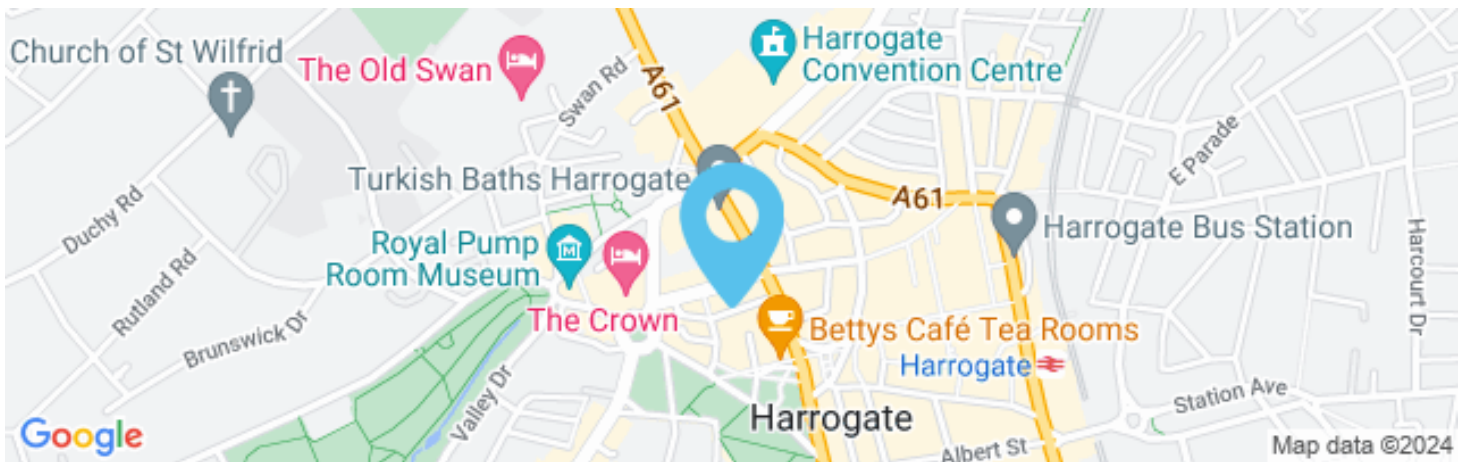 Church of St Wilfrid
The Old Swan
Swan Rd
A61
Harrogate
Convention Centre
E Parade
Turkish Baths Harrogate
A61
Duchy Rd
Royal Pump
Room Museum
Harrogate Bus Station
Harcourt Dr
Rutland Rd
Brunswick Dr
The Crown
Bettys Café Tea Rooms
Harrogate
Valley Dr
Station Ave
Harrogate
Albert St
Google
Map data ©2024